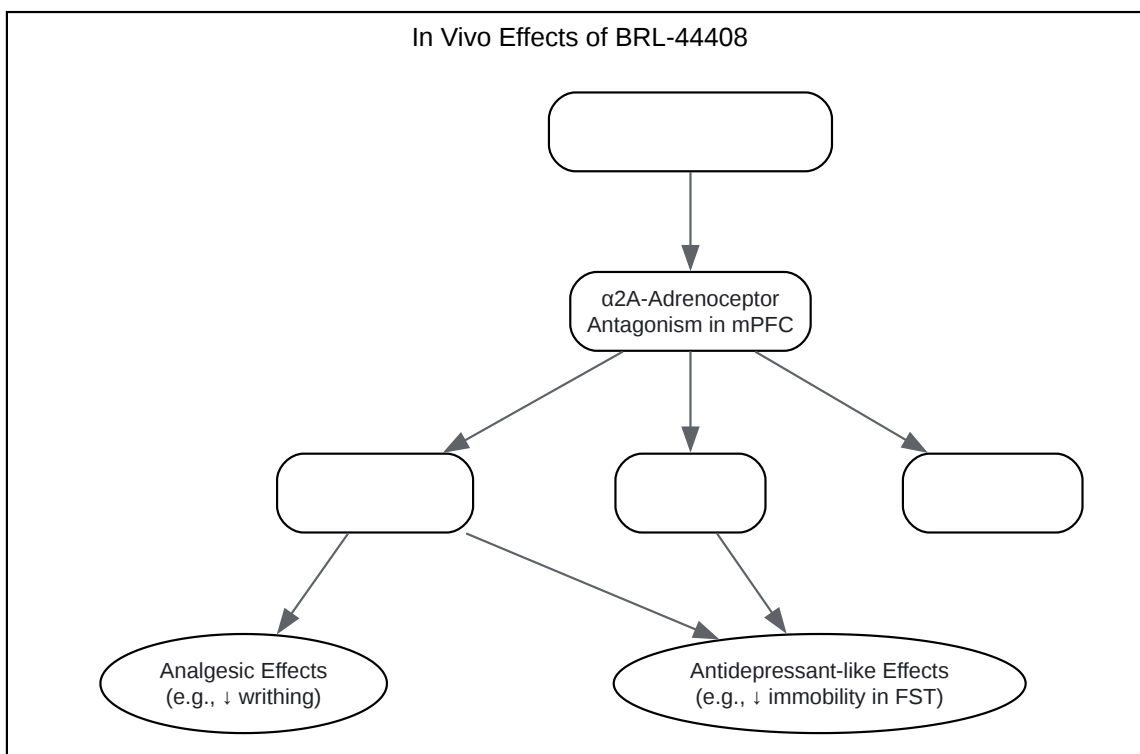 In Vivo Effects of BRL-44408
α2A-Adrenoceptor
Antagonism in mPFC
Analgesic Effects
(e.g., ↓ writhing)
Antidepressant-like Effects
(e.g., ↓ immobility in FST)